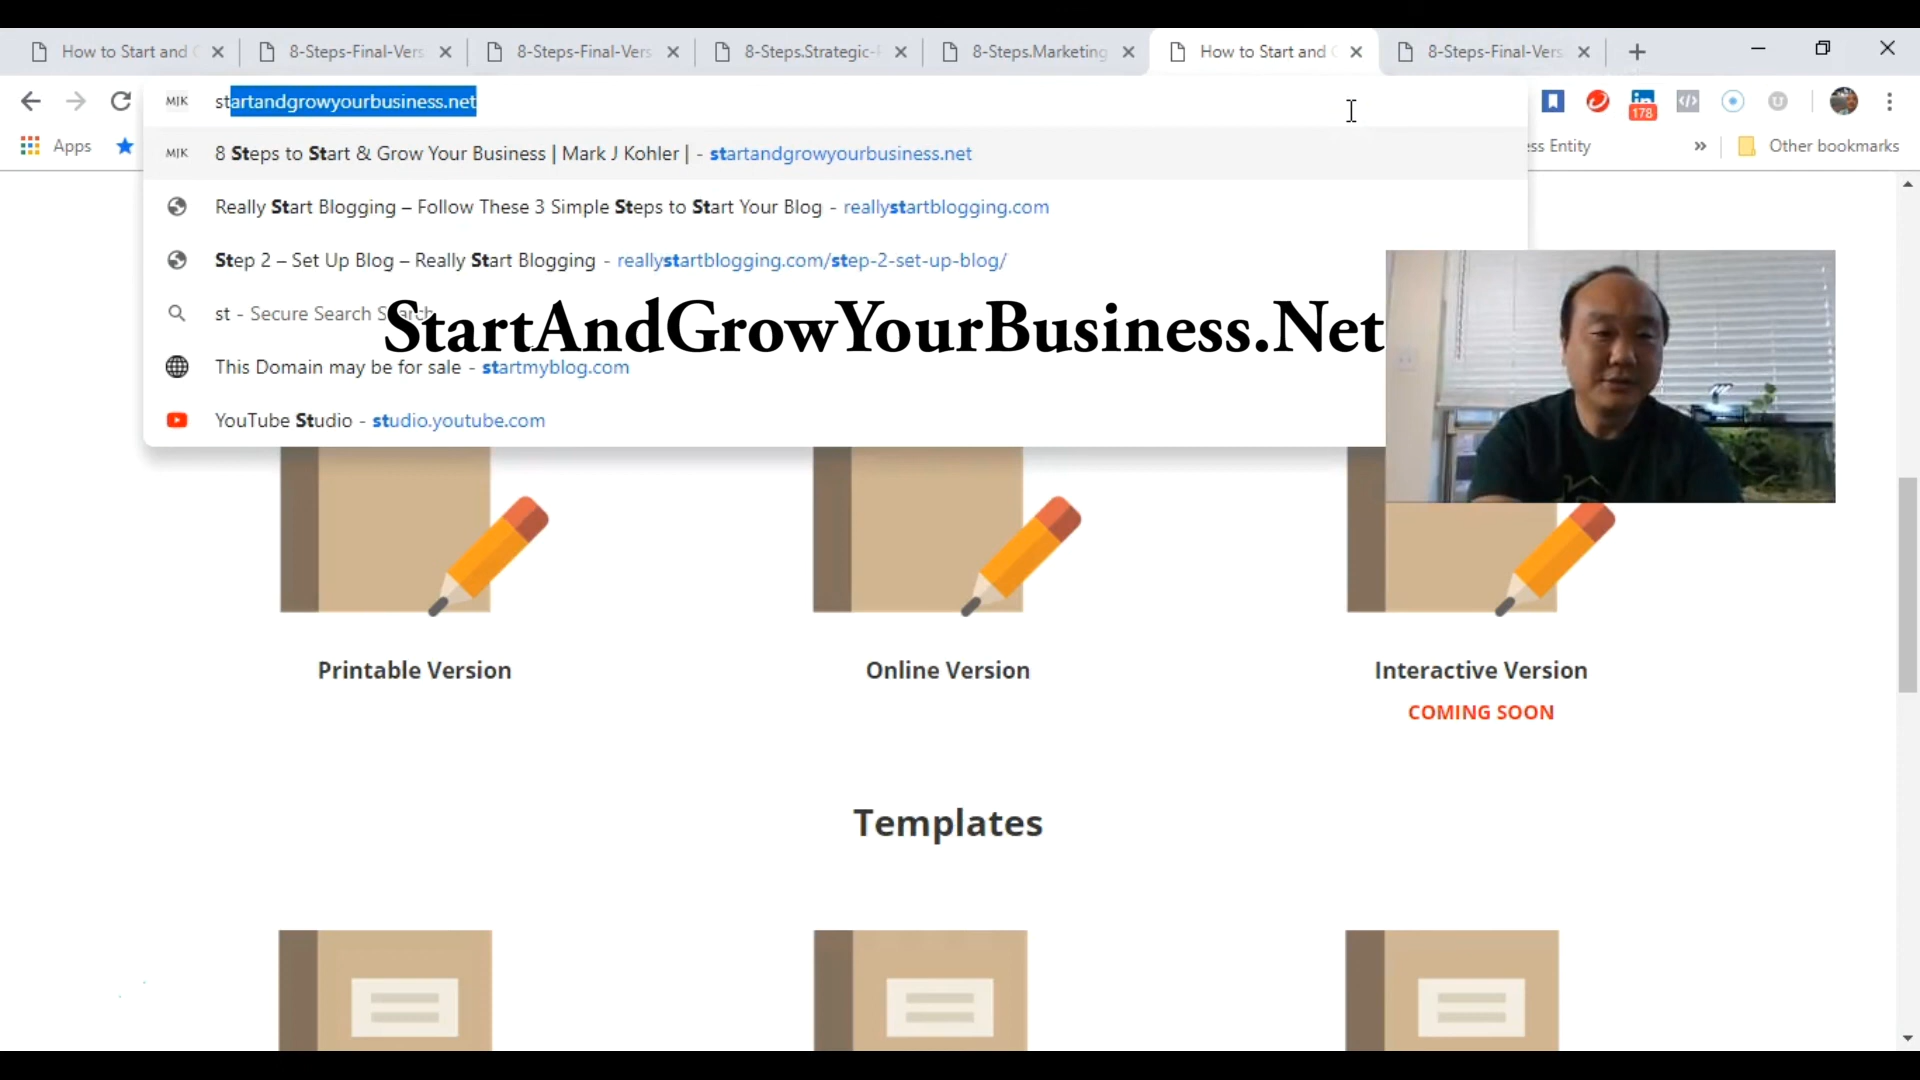 How to Start and
8-Steps-Final-Vers
8-Steps-Final-Vers
8-Steps.Strategic-
8-Steps.Marketing
How to Start and
8-Steps-Final-Vers
MJK startandgrowyourbusiness.net
178
Apps
ss Entity
»
Other bookmarks
MJK 8 Steps to Start & Grow Your Business | Mark J Kohler | - startandgrowyourbusiness.net
Really Start Blogging – Follow These 3 Simple Steps to Start Your Blog - reallystartblogging.com
Step 2 – Set Up Blog – Really Start Blogging - reallystartblogging.com/step-2-set-up-blog/
st - Secure Search Search
StartAndGrowYourBusiness.Net
This Domain may be for sale - startmyblog.com
YouTube Studio - studio.youtube.com
Printable Version
Online Version
Interactive Version
COMING SOON
Templates